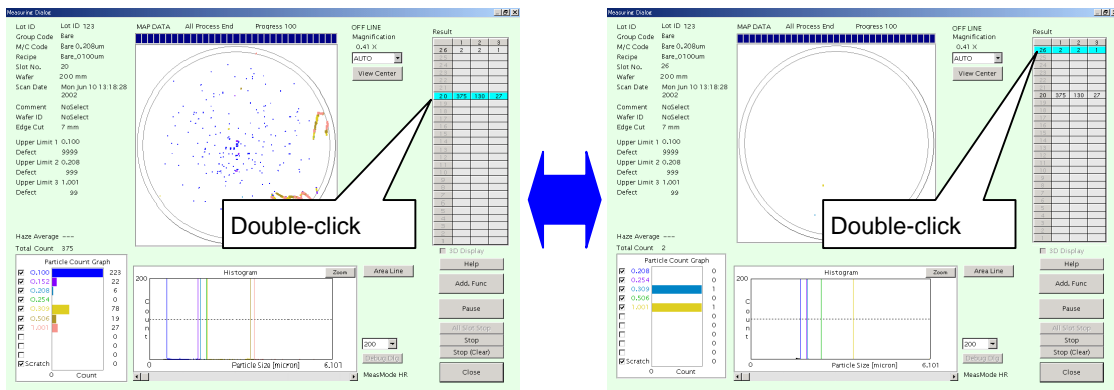 Measuring Dialog
Lot ID Lot ID 123 MAP DATA All Process End Progress 100 OFF LINE
Group Code Bare Magnification Result
M/C Code Bare 0.208um 0.41 X 1 2 3
Recipe Bare_0100um AUTO 26 2 2 1
Slot No. 20
Wafer 200 mm View Center
Scan Date Mon Jun 10 13:18:28
2002 20 375 130 27
Comment NoSelect
Wafer ID NoSelect
Edge Cut 7 mm
Upper Limit 1 0.100
Defect 9999
Upper Limit 2 0.208
Defect 999
Upper Limit 3 1.001
Defect 99
Double-click
Haze Average ---
Total Count 375
3D Display
Particle Count Graph
0.100 223
0.152 22
0.208 6
0.254 0
0.309 78
0.506 19
1.001 27
0
0
0
Scratch 0
0 Count
Histogram Zoom
200
Count
0 Particle Size [micron] 6.101
Area Line
200
Debug Dlg
MeasMode HR
Help
Add. Func
Pause
All Slot Stop
Stop
Stop (Clear)
Close
Measuring Dialog
Lot ID Lot ID 123 MAP DATA All Process End Progress 100 OFF LINE
Group Code Bare Magnification Result
M/C Code Bare 0.208um 0.41 X 1 2 3
Recipe Bare_0100um AUTO 26 2 2 1
Slot No. 26
Wafer 200 mm View Center
Scan Date Mon Jun 10 13:18:28
2002 20 375 130 27
Comment NoSelect
Wafer ID NoSelect
Edge Cut 7 mm
Upper Limit 1 0.100
Defect 9999
Upper Limit 2 0.208
Defect 999
Upper Limit 3 1.001
Defect 99
Double-click
Haze Average ---
Total Count 2
3D Display
Particle Count Graph
0.208 0
0.254 0
0.309 1
0.506 0
1.001 1
0
0
0
0
0
Scratch 0
0 Count
Histogram Zoom
200
Count
0 Particle Size [micron] 6.101
Area Line
200
Debug Dlg
MeasMode HR
Help
Add. Func
Pause
All Slot Stop
Stop
Stop (Clear)
Close